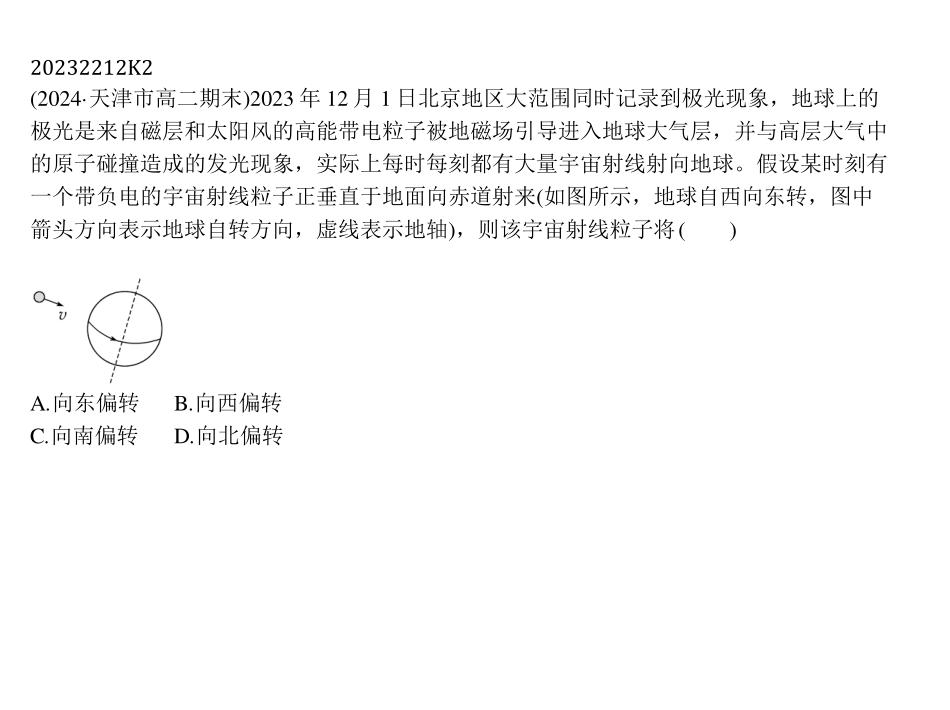 20232212K2
(2024·天津市高二期末)2023 年 12 月 1 日北京地区大范围同时记录到极光现象，地球上的
极光是来自磁层和太阳风的高能带电粒子被地磁场引导进入地球大气层，并与高层大气中
的原子碰撞造成的发光现象，实际上每时每刻都有大量宇宙射线射向地球。假设某时刻有
一个带负电的宇宙射线粒子正垂直于地面向赤道射来(如图所示，地球自西向东转，图中
箭头方向表示地球自转方向，虚线表示地轴)，则该宇宙射线粒子将(　　)
v
A.向东偏转 B.向西偏转
C.向南偏转 D.向北偏转